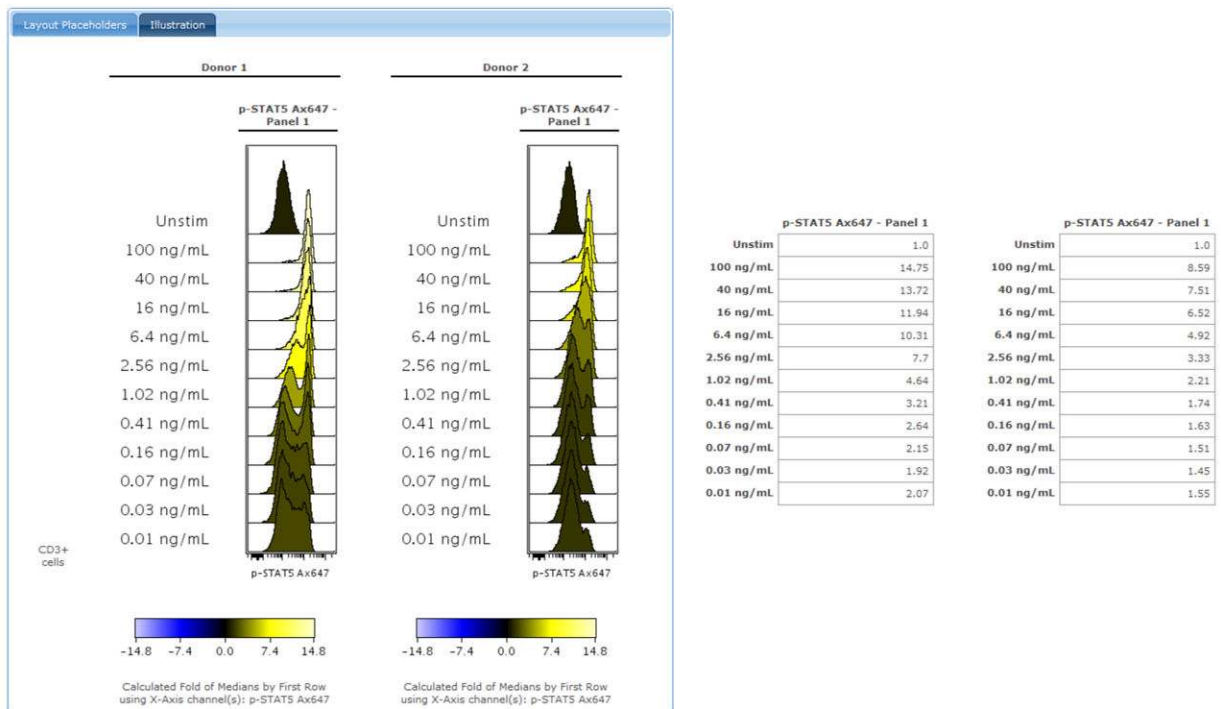 Layout Placeholders Illustration
Donor 1 Donor 2
p-STAT5 Ax647 -
Panel 1
p-STAT5 Ax647 -
Panel 1
Unstim
100 ng/mL
40 ng/mL
16 ng/mL
6.4 ng/mL
2.56 ng/mL
1.02 ng/mL
0.41 ng/mL
0.16 ng/mL
0.07 ng/mL
0.03 ng/mL
0.01 ng/mL
Unstim
100 ng/mL
40 ng/mL
16 ng/mL
6.4 ng/mL
2.56 ng/mL
1.02 ng/mL
0.41 ng/mL
0.16 ng/mL
0.07 ng/mL
0.03 ng/mL
0.01 ng/mL
CD3+
cells
p-STAT5 Ax647 p-STAT5 Ax647
-14.8 -7.4 0.0 7.4 14.8
-14.8 -7.4 0.0 7.4 14.8
Calculated Fold of Medians by First Row
using X-Axis channel(s): p-STAT5 Ax647
Calculated Fold of Medians by First Row
using X-Axis channel(s): p-STAT5 Ax647
p-STAT5 Ax647 - Panel 1
Unstim 1.0
100 ng/mL 14.75
40 ng/mL 13.72
16 ng/mL 11.94
6.4 ng/mL 10.31
2.56 ng/mL 7.7
1.02 ng/mL 4.64
0.41 ng/mL 3.21
0.16 ng/mL 2.64
0.07 ng/mL 2.15
0.03 ng/mL 1.92
0.01 ng/mL 2.07
p-STAT5 Ax647 - Panel 1
Unstim 1.0
100 ng/mL 8.59
40 ng/mL 7.51
16 ng/mL 6.52
6.4 ng/mL 4.92
2.56 ng/mL 3.33
1.02 ng/mL 2.21
0.41 ng/mL 1.74
0.16 ng/mL 1.63
0.07 ng/mL 1.51
0.03 ng/mL 1.45
0.01 ng/mL 1.55